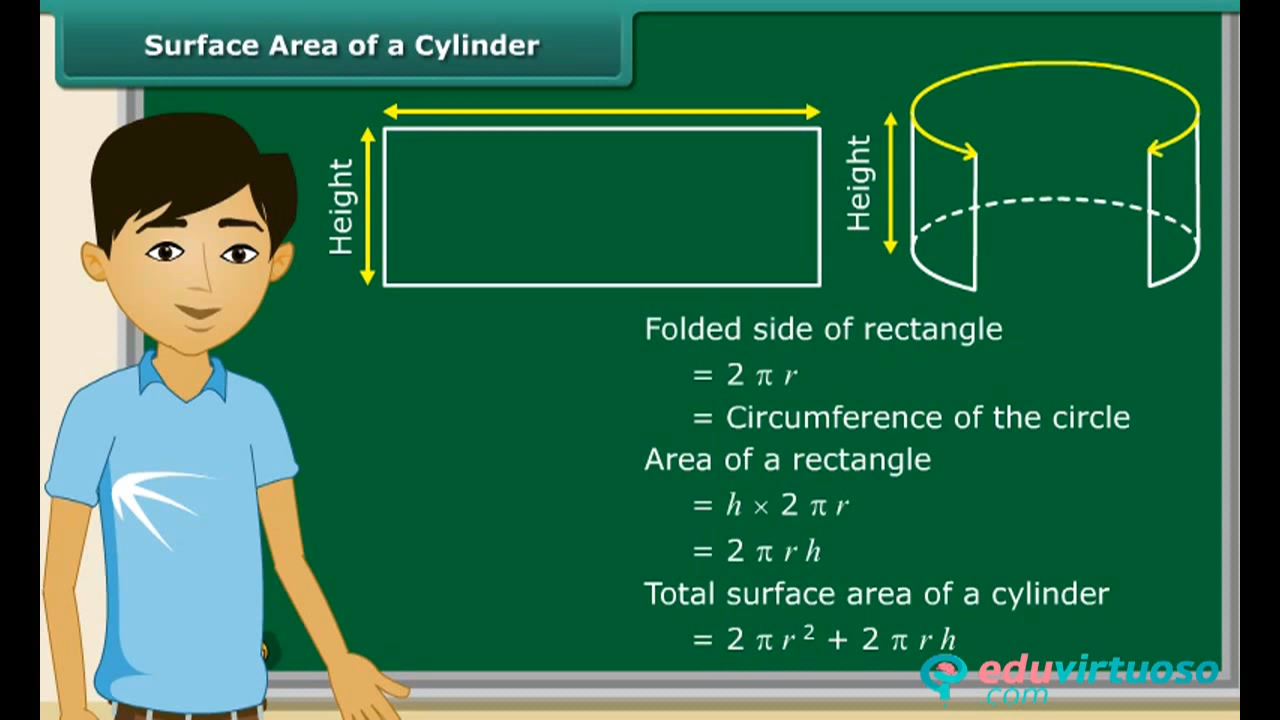 Surface Area of a Cylinder
Height
Height
Folded side of rectangle
= 2 π r
= Circumference of the circle
Area of a rectangle
= h × 2 π r
= 2 π r h
Total surface area of a cylinder
= 2 π r² + 2 π r h
eduvirtuoso
.com